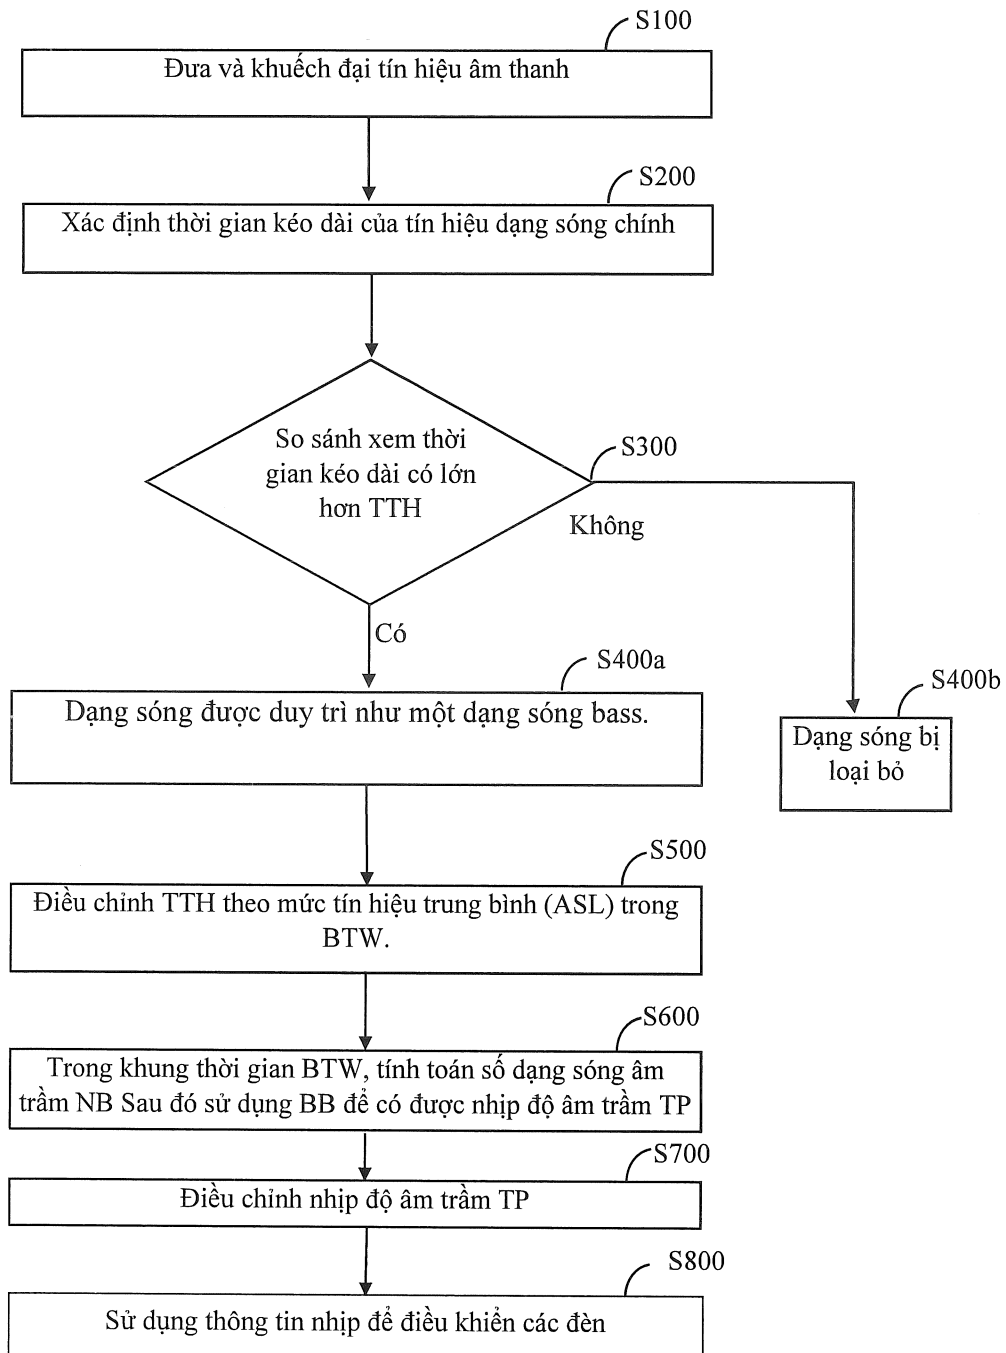 S100
Đưa và khuếch đại tín hiệu âm thanh
S200
Xác định thời gian kéo dài của tín hiệu dạng sóng chính
So sánh xem thời
gian kéo dài có lớn
hơn TTH
S300
Không
Có
S400a
Dạng sóng được duy trì như một dạng sóng bass.
S400b
Dạng sóng bị
loại bỏ
S500
Điều chỉnh TTH theo mức tín hiệu trung bình (ASL) trong
BTW.
S600
Trong khung thời gian BTW, tính toán số dạng sóng âm
trầm NB Sau đó sử dụng BB để có được nhịp độ âm trầm TP
S700
Điều chỉnh nhịp độ âm trầm TP
S800
Sử dụng thông tin nhịp để điều khiển các đèn